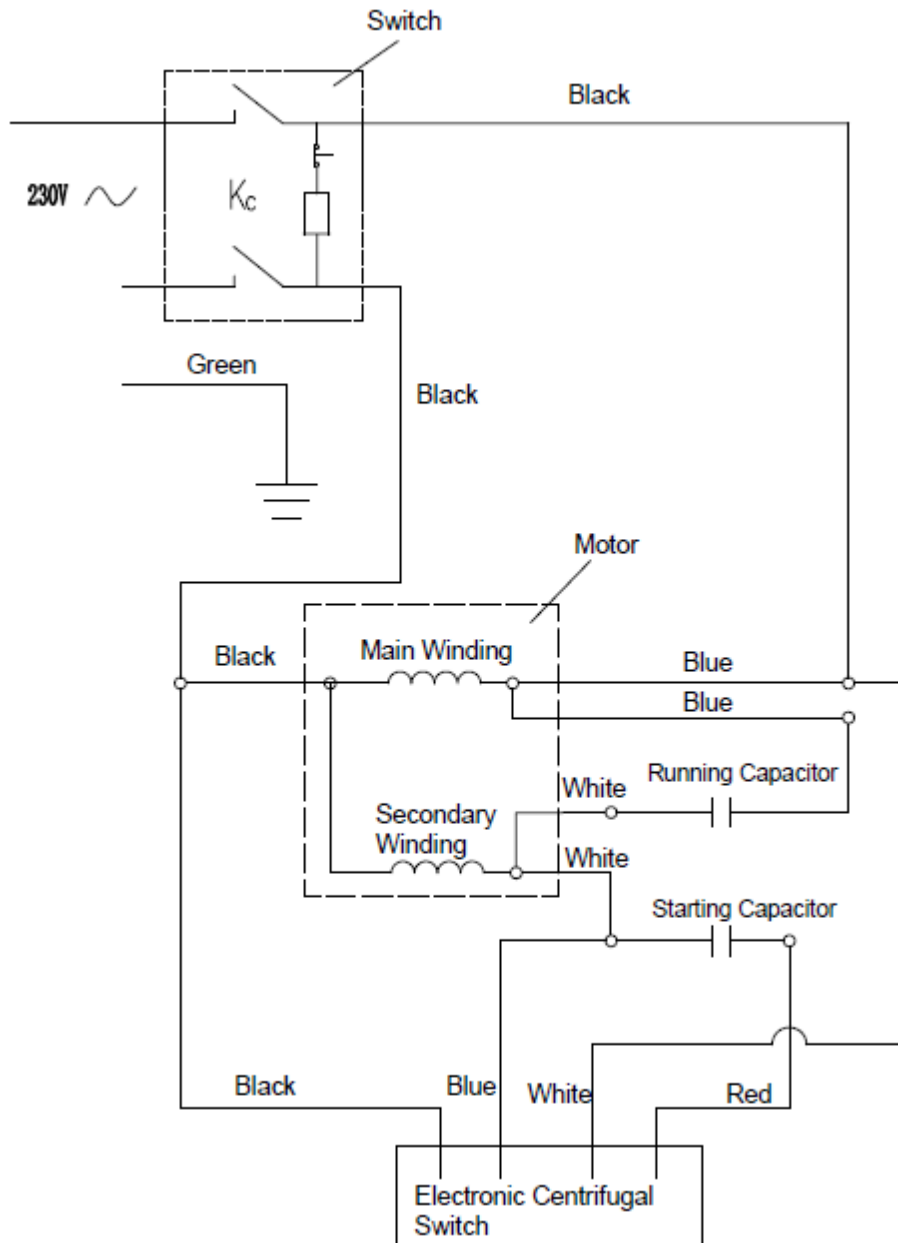 Switch
Black
230V
Kc
Green
Black
Motor
Main Winding
Black
Blue
Blue
Running Capacitor
White
Secondary
Winding
White
Starting Capacitor
Black
Blue
White
Red
Electronic Centrifugal
Switch